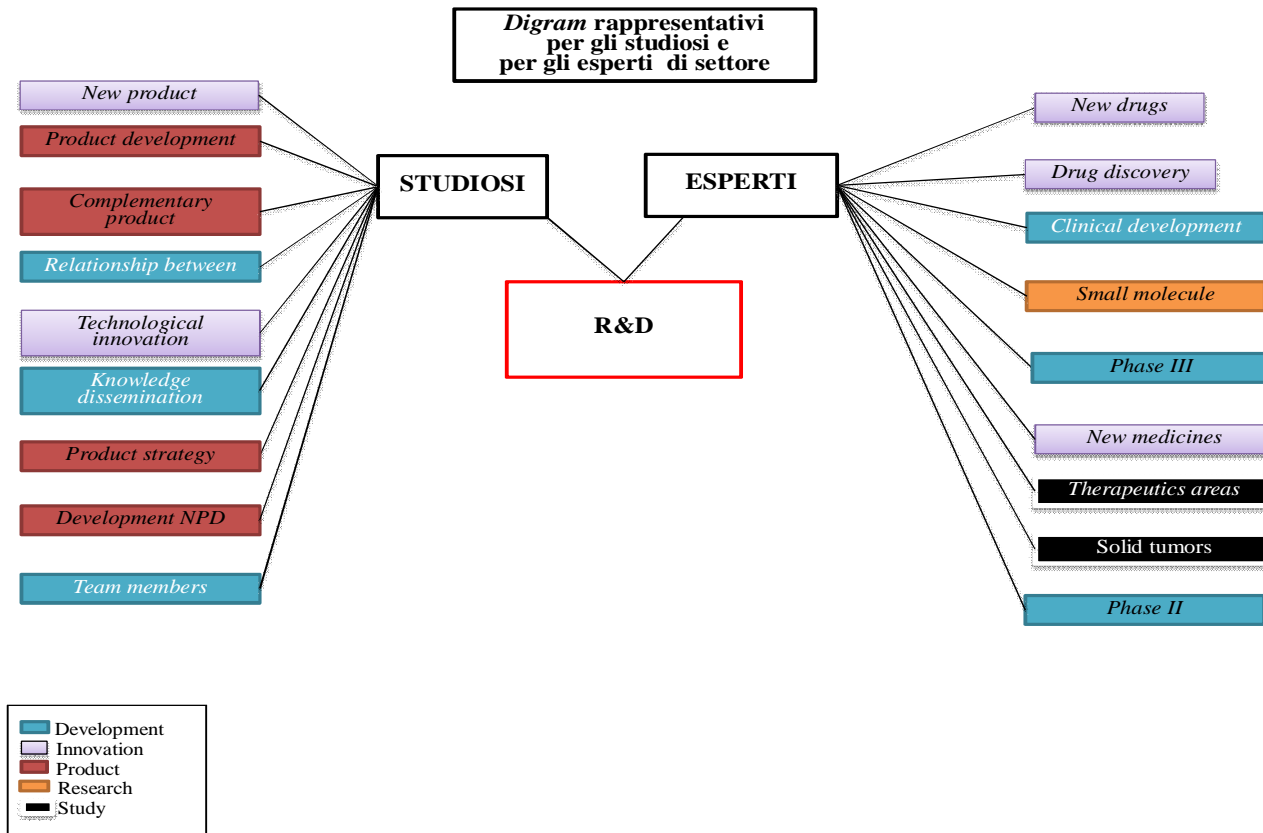 Digram rappresentativi
per gli studiosi e
per gli esperti di settore
New product
Product development
Complementary
product
Relationship between
Technological
innovation
Knowledge
dissemination
Product strategy
Development NPD
Team members
STUDIOSI
ESPERTI
R&D
New drugs
Drug discovery
Clinical development
Small molecule
Phase III
New medicines
Therapeutics areas
Solid tumors
Phase II
Development
Innovation
Product
Research
Study